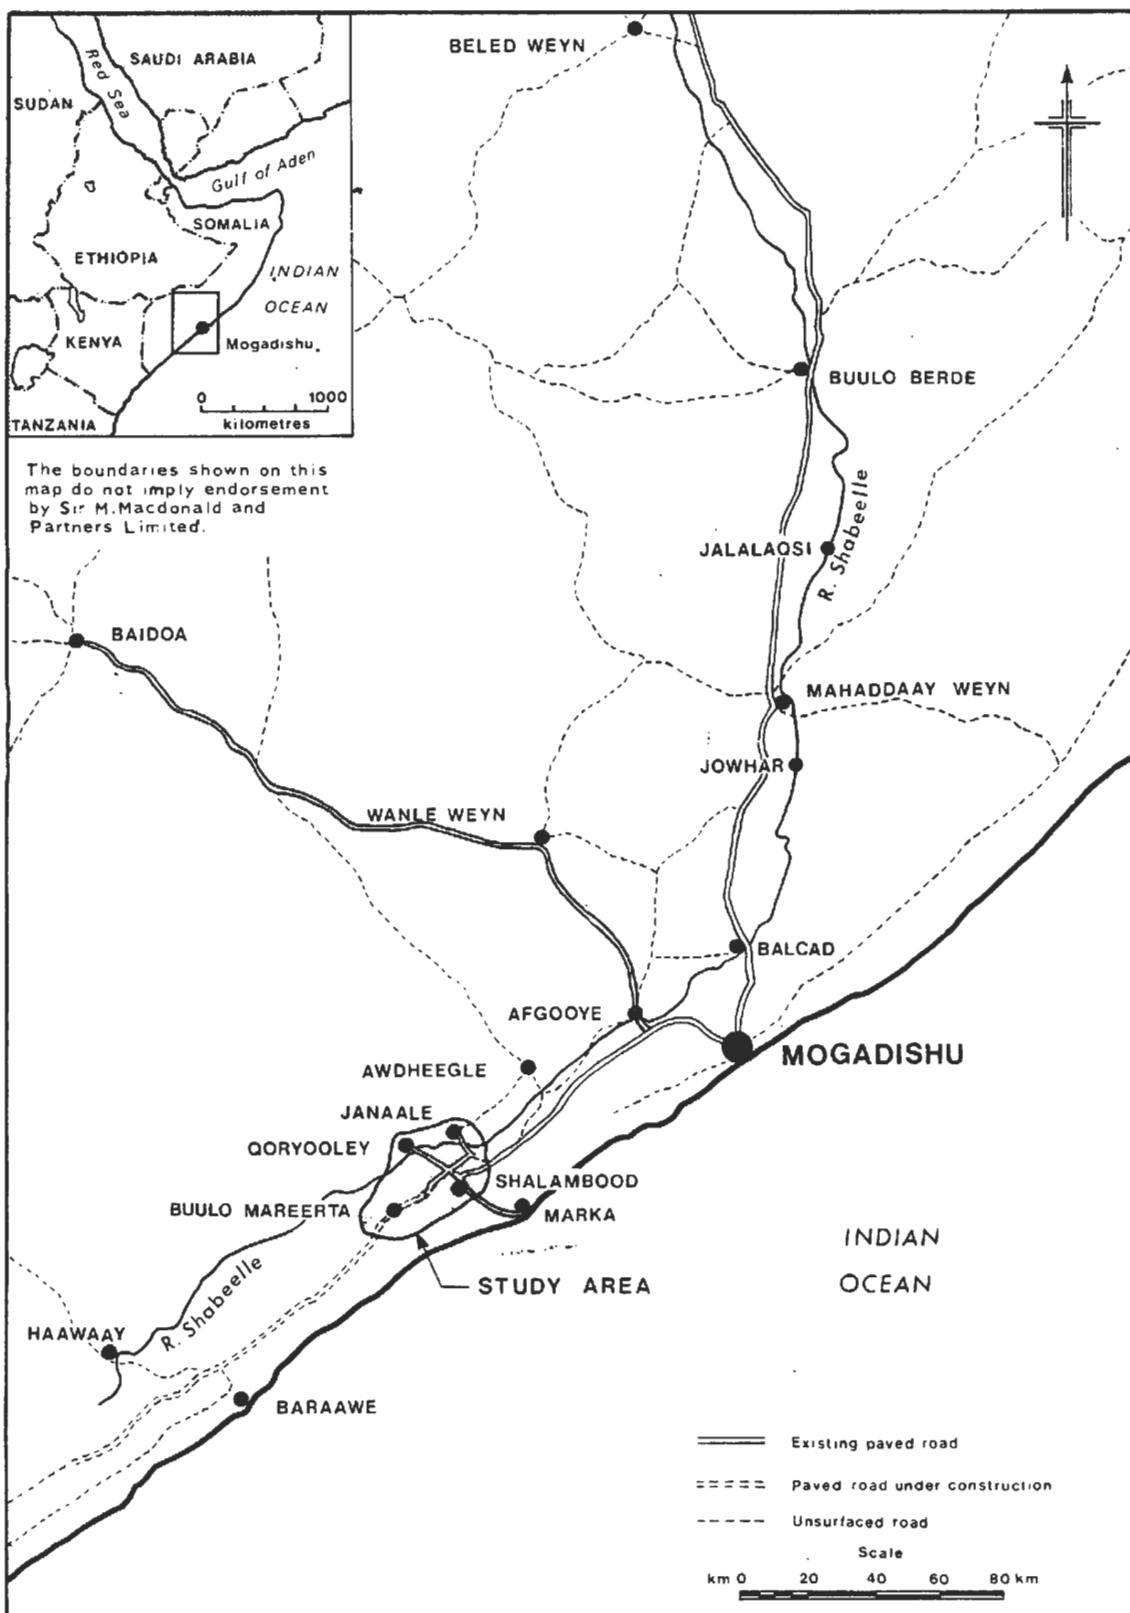 BELED WEYN
SAUDI ARABIA
Red Sea
SUDAN
Gulf of Aden
SOMALIA
ETHIOPIA
INDIAN
OCEAN
KENYA
Mogadishu
0 1000
kilometres
TANZANIA
The boundaries shown on this
map do not imply endorsement
by Sir M.Macdonald and
Partners Limited.
BUULO BERDE
R. Shabeelle
JALALAQSI
BAIDOA
MAHADDAAY WEYN
JOWHAR
WANLE WEYN
BALCAD
AFGOOYE
MOGADISHU
AWDHEEGLE
JANAALE
QORYOOLEY
SHALAMBOOD
BUULO MAREERTA
MARKA
INDIAN
OCEAN
STUDY AREA
R. Shabeelle
HAAWAAY
BARAAWE
Existing paved road
Paved road under construction
Unsurfaced road
Scale
km 0 20 40 60 80 km